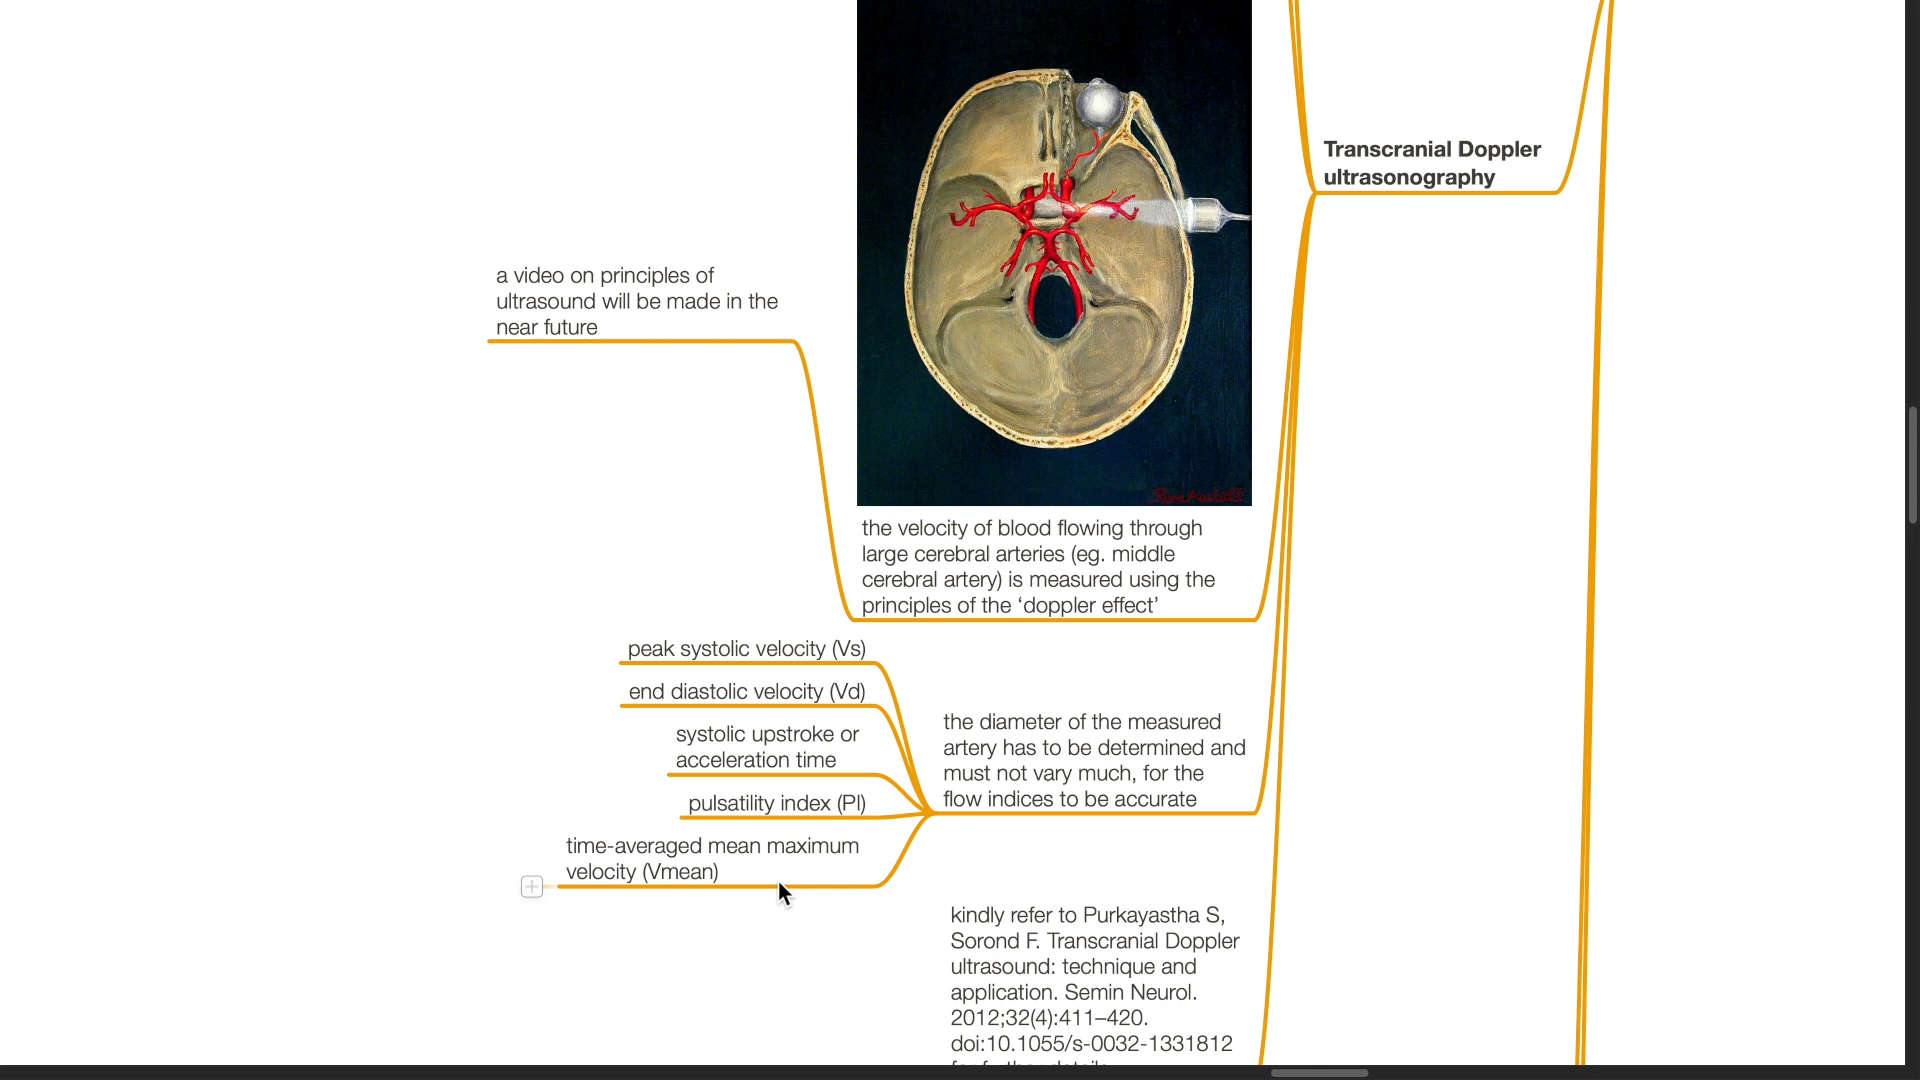 Transcranial Doppler
ultrasonography
a video on principles of
ultrasound will be made in the
near future
the velocity of blood flowing through
large cerebral arteries (eg. middle
cerebral artery) is measured using the
principles of the ‘doppler effect’
peak systolic velocity (Vs)
end diastolic velocity (Vd)
systolic upstroke or
acceleration time
pulsatility index (PI)
time-averaged mean maximum
velocity (Vmean)
the diameter of the measured
artery has to be determined and
must not vary much, for the
flow indices to be accurate
kindly refer to Purkayastha S,
Sorond F. Transcranial Doppler
ultrasound: technique and
application. Semin Neurol.
2012;32(4):411–420.
doi:10.1055/s-0032-1331812